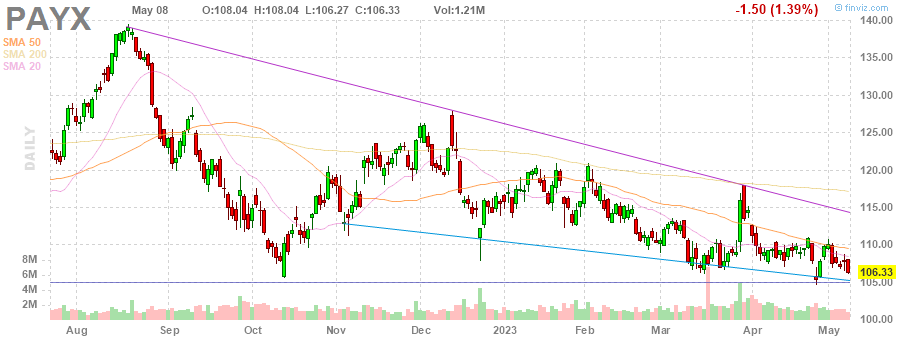 PAYX May 08 O:108.04 H:108.04 L:106.27 C:106.33 Vol:1.21M -1.50 (1.39%) © finviz.com
SMA 50
SMA 200
SMA 20
DAILY
140.00
135.00
130.00
125.00
120.00
115.00
110.00
106.33
105.00
100.00
8M
6M
4M
2M
Aug Sep Oct Nov Dec 2023 Feb Mar Apr May